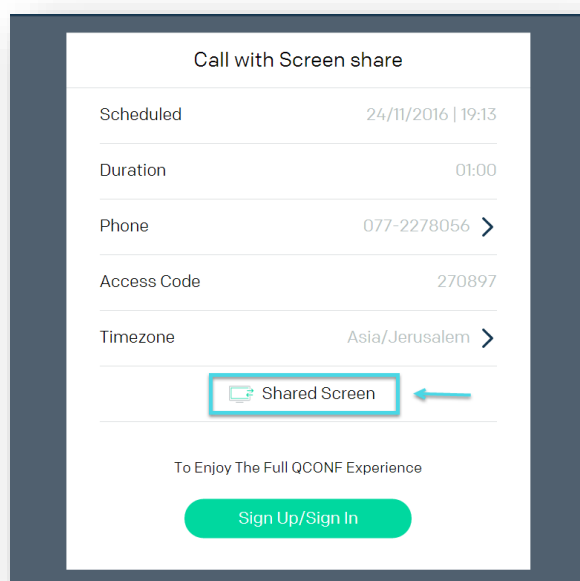 Call with Screen share
Scheduled 24/11/2016 | 19:13
Duration 01:00
Phone 077-2278056
Access Code 270897
Timezone Asia/Jerusalem
Shared Screen
To Enjoy The Full QCONF Experience
Sign Up/Sign In